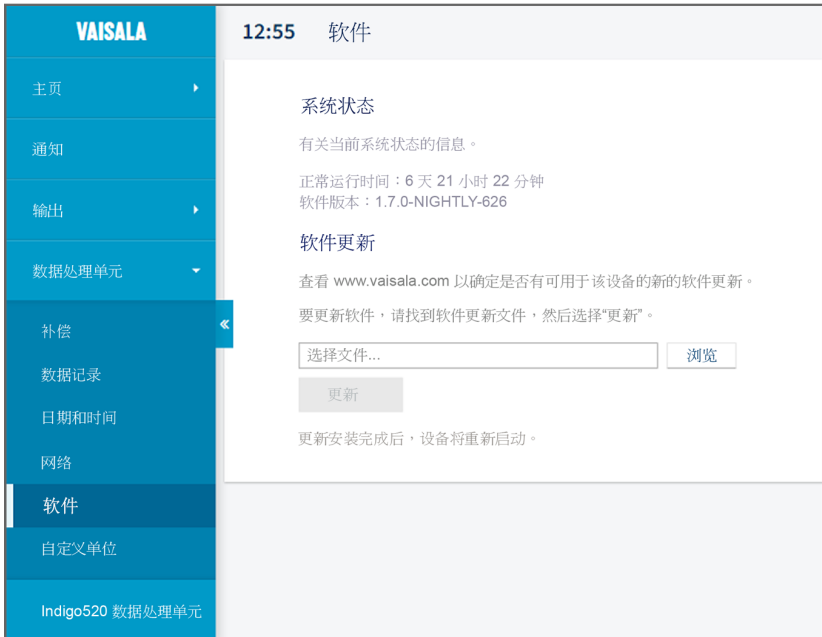 VAISALA
12:55 软件
主页
通知
输出
数据处理单元
补偿
数据记录
日期和时间
网络
软件
自定义单位
Indigo520 数据处理单元
系统状态
有关当前系统状态的信息。
正常运行时间：6 天 21 小时 22 分钟
软件版本：1.7.0-NIGHTLY-626
软件更新
查看 www.vaisala.com 以确定是否有可用于该设备的新的软件更新。
要更新软件，请找到软件更新文件，然后选择“更新”。
选择文件... 浏览
更新
更新安装完成后，设备将重新启动。